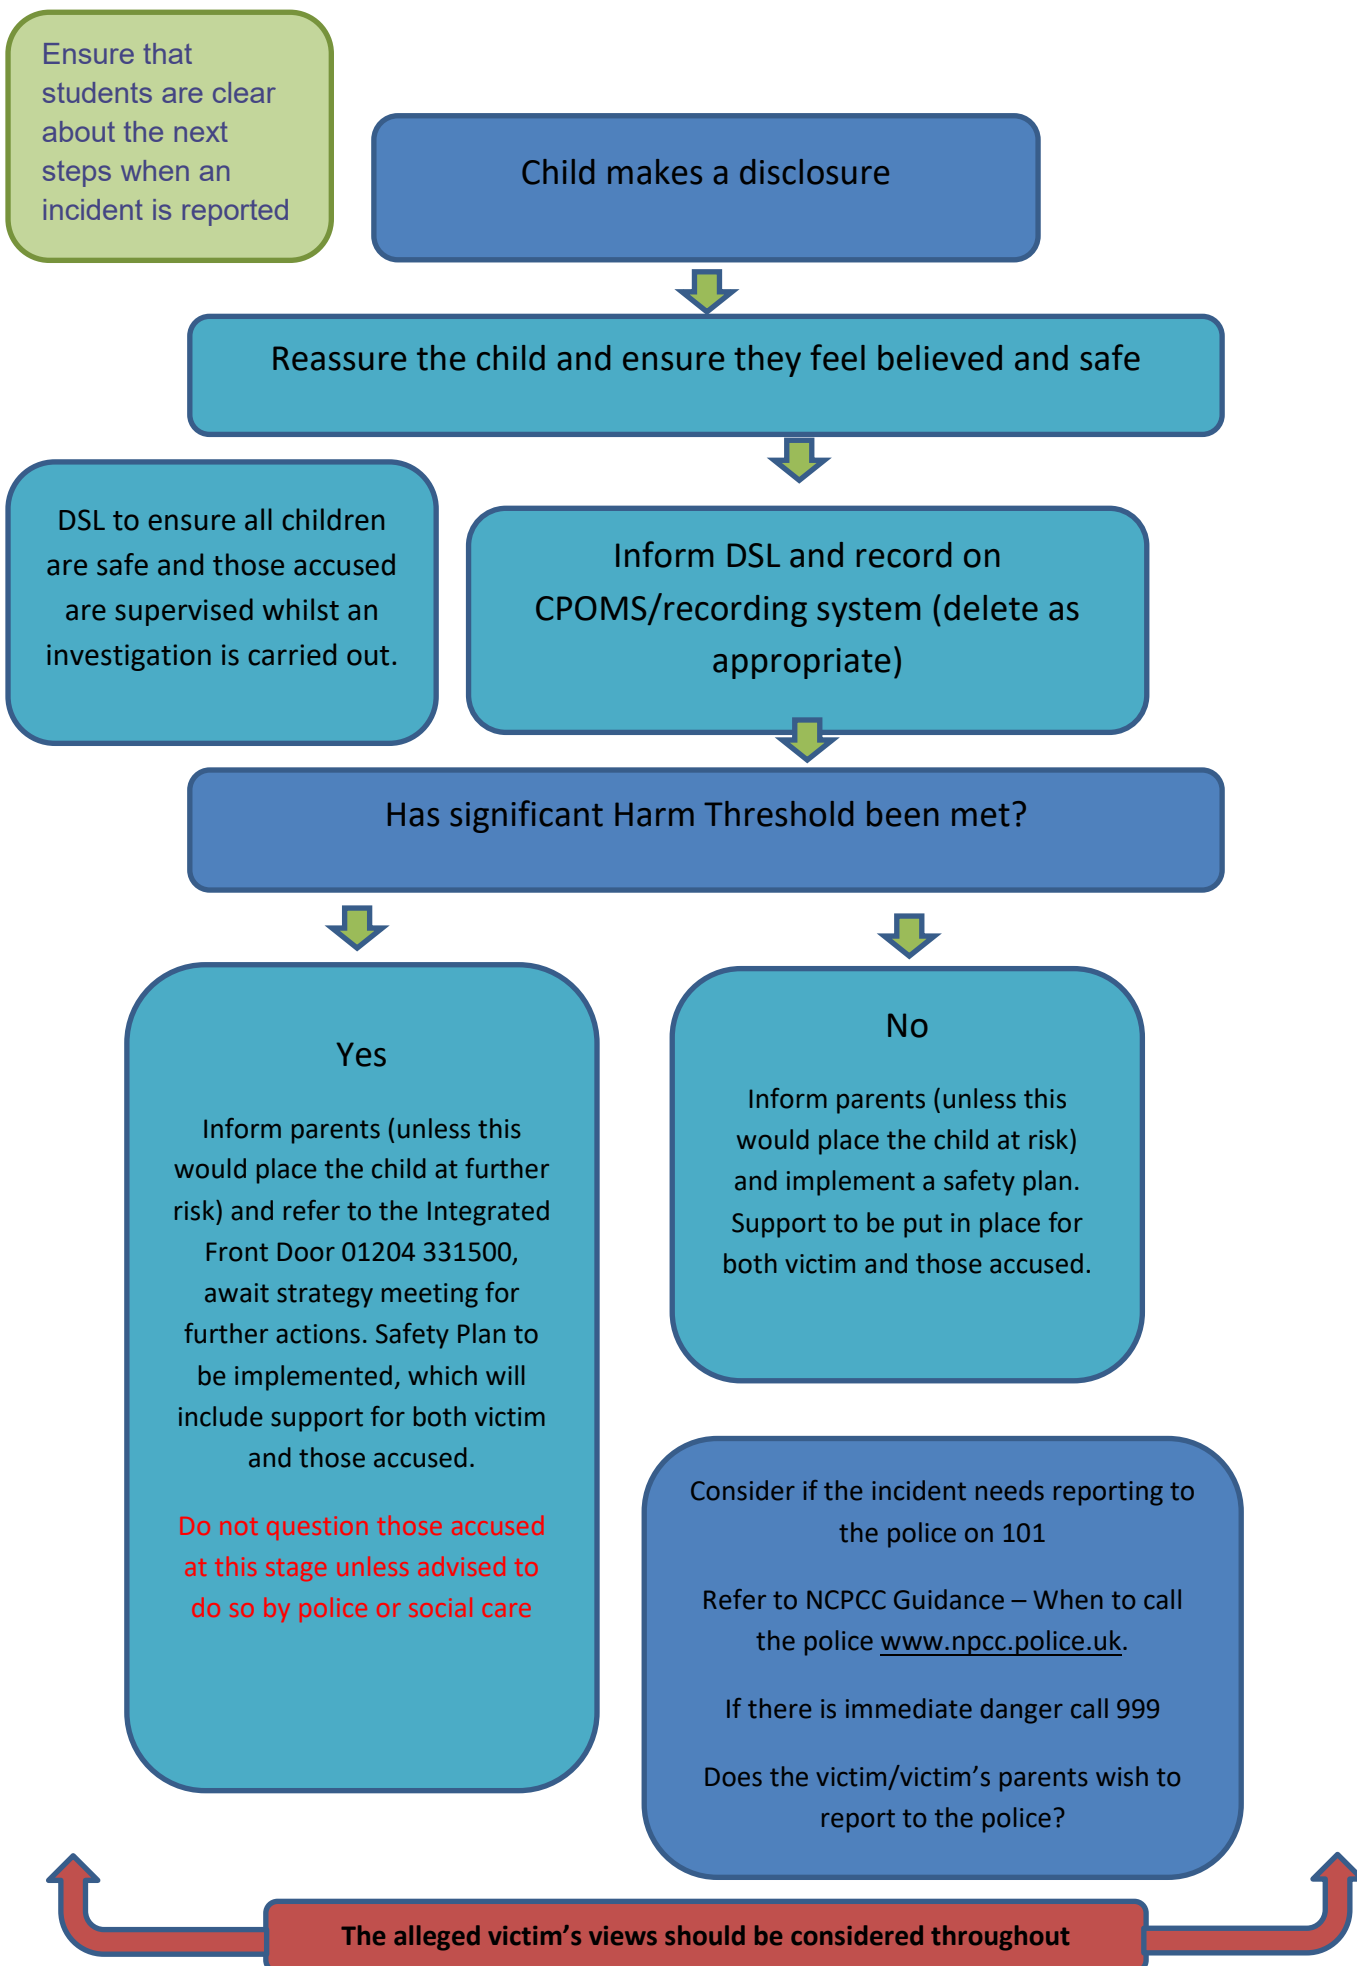 Ensure that
students are clear
about the next
steps when an
incident is reported
Child makes a disclosure
Reassure the child and ensure they feel believed and safe
DSL to ensure all children
are safe and those accused
are supervised whilst an
investigation is carried out.
Inform DSL and record on
CPOMS/recording system (delete as
appropriate)
Has significant Harm Threshold been met?
Yes
Inform parents (unless this
would place the child at further
risk) and refer to the Integrated
Front Door 01204 331500,
await strategy meeting for
further actions. Safety Plan to
be implemented, which will
include support for both victim
and those accused.
Do not question those accused
at this stage unless advised to
do so by police or social care
No
Inform parents (unless this
would place the child at risk)
and implement a safety plan.
Support to be put in place for
both victim and those accused.
Consider if the incident needs reporting to
the police on 101
Refer to NCPCC Guidance – When to call
the police www.npcc.police.uk.
If there is immediate danger call 999
Does the victim/victim’s parents wish to
report to the police?
The alleged victim’s views should be considered throughout